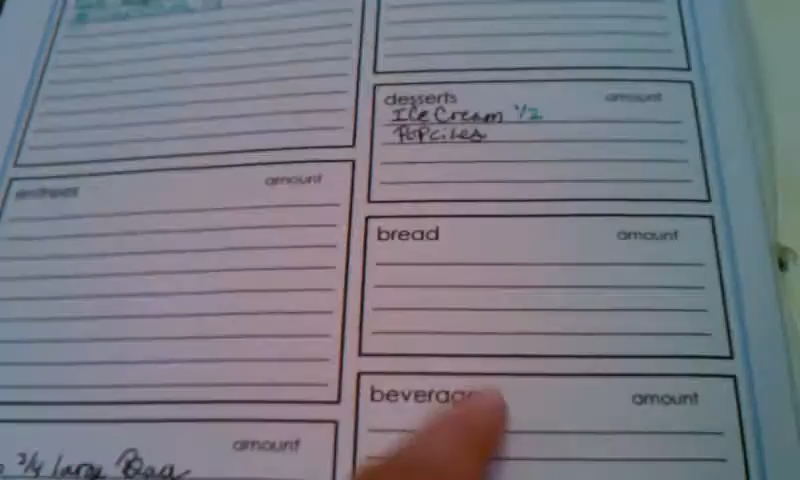 desserts amount
Ice Cream 1/2
Popciles
amount
bread amount
amount
beverag
amount
3/4 large Bag